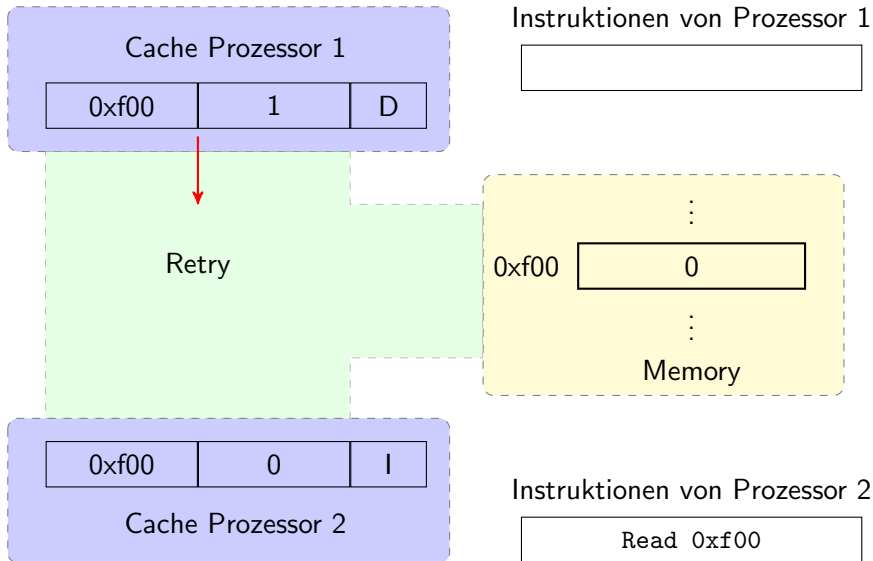 Instruktionen von Prozessor 1
Cache Prozessor 1
0xf00 1 D
Retry
⋮
0xf00 0
⋮
Memory
0xf00 0 I
Cache Prozessor 2
Instruktionen von Prozessor 2
Read 0xf00